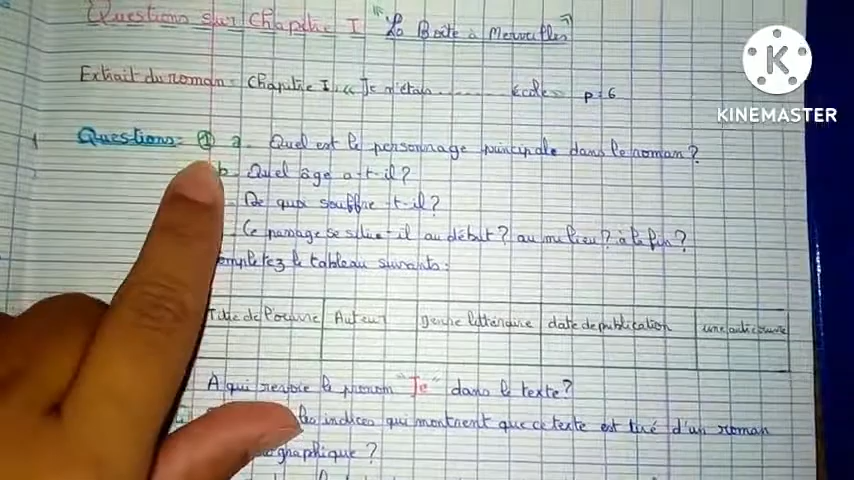 Questions sur Chapitre I "La Boîte à Merveilles"
Extrait du roman = Chapitre I. « Je n'étais ........... école » p:6
KINEMASTER
Questions = ① a - Quel est le personnage principale dans le roman ?
b - Quel âge a-t-il ?
De quoi souffre-t-il ?
Ce passage se situe-il au début ? au milieu ? à la fin ?
ompletez le tableau suivants :
Titre de l'œuvre Auteur genre littéraire date de publication une autre œuvre
A qui renvoie le pronom "Je" dans le texte ?
les indices qui montrent que ce texte est tiré d'un roman
graphique ?